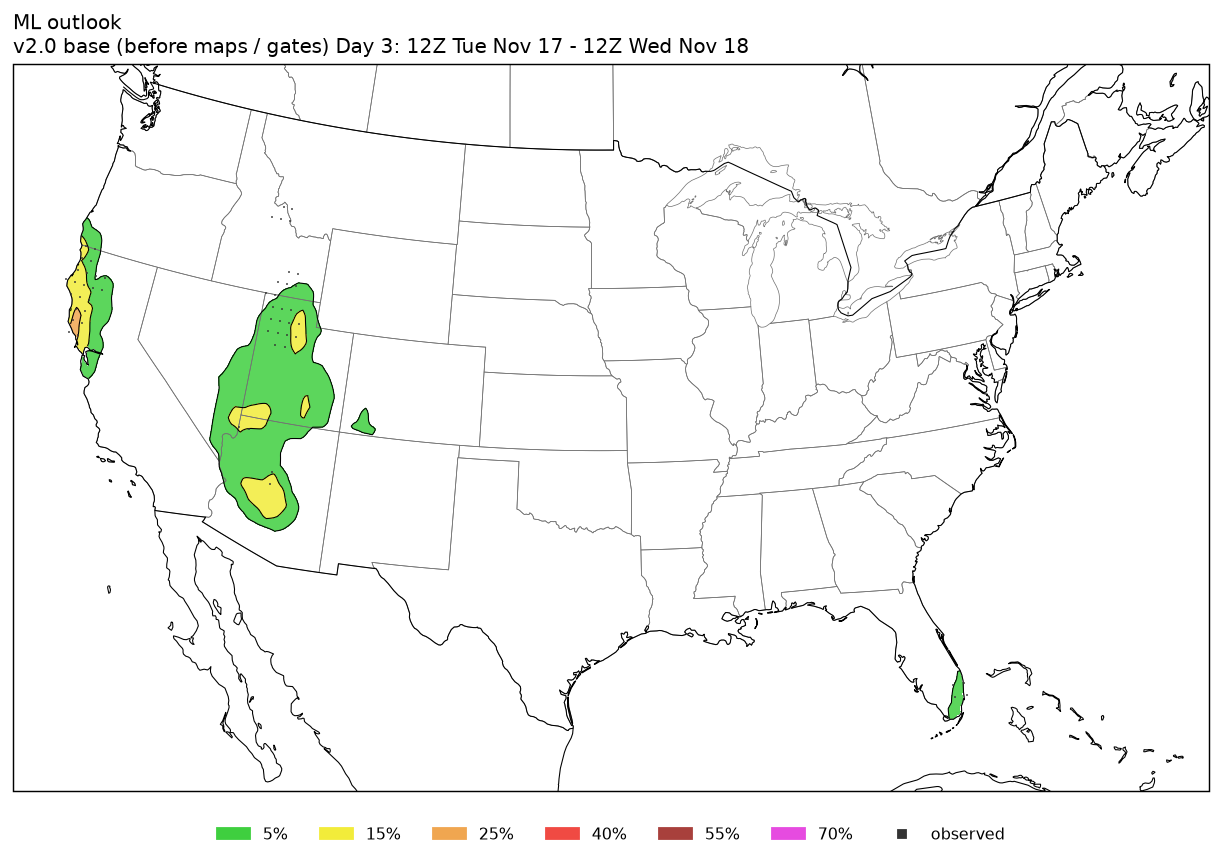 ML outlook
v2.0 base (before maps / gates) Day 3: 12Z Tue Nov 17 - 12Z Wed Nov 18
5% 15% 25% 40% 55% 70% observed